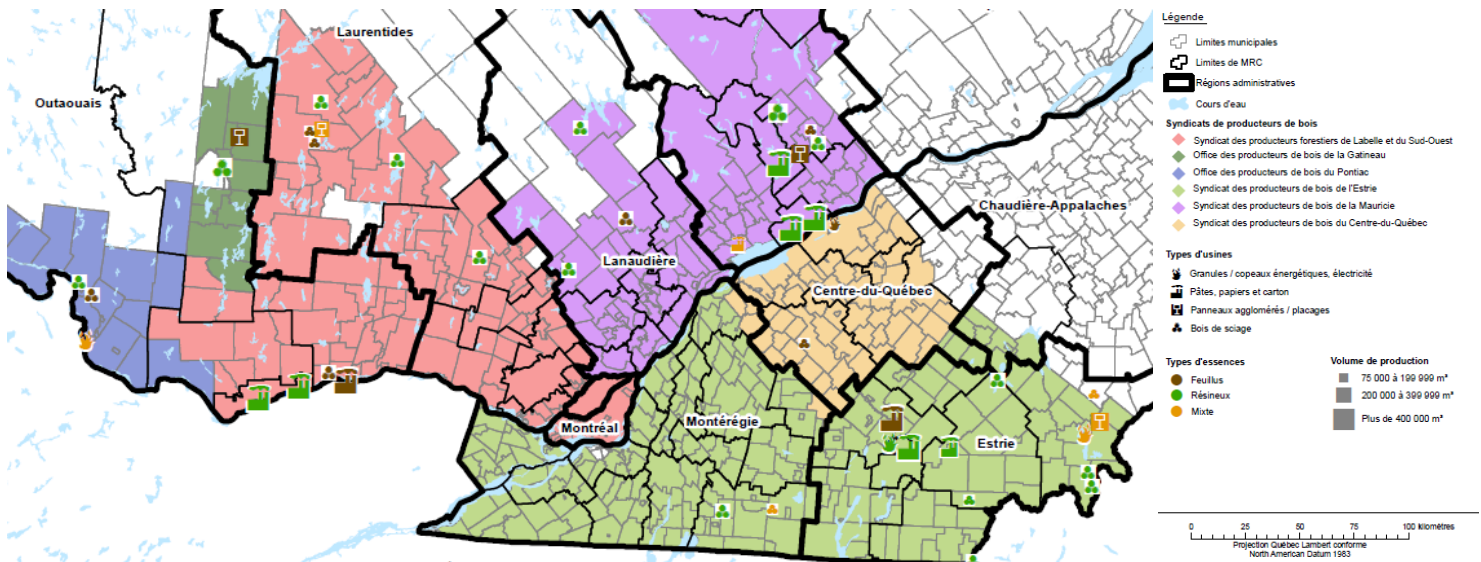 Laurentides
Outaouais
Lanaudière
Chaudière-Appalaches
Centre-du-Québec
Montréal
Montérégie
Estrie
Légende
Limites municipales
Limites de MRC
Régions administratives
Cours d'eau
Syndicats de producteurs de bois
Syndicat des producteurs forestiers de Labelle et du Sud-Ouest
Office des producteurs de bois de la Gatineau
Office des producteurs de bois du Pontiac
Syndicat des producteurs de bois de l'Estrie
Syndicat des producteurs de bois de la Mauricie
Syndicat des producteurs de bois du Centre-du-Québec
Types d'usines
Granules / copeaux énergétiques, électricité
Pâtes, papiers et carton
Panneaux agglomérés / placages
Bois de sciage
Types d'essences
Feuillus
Résineux
Mixte
Volume de production
75 000 à 199 999 m³
200 000 à 399 999 m³
Plus de 400 000 m³
0 25 50 75 100 kilomètres
Projection Québec Lambert conforme
North American Datum 1983